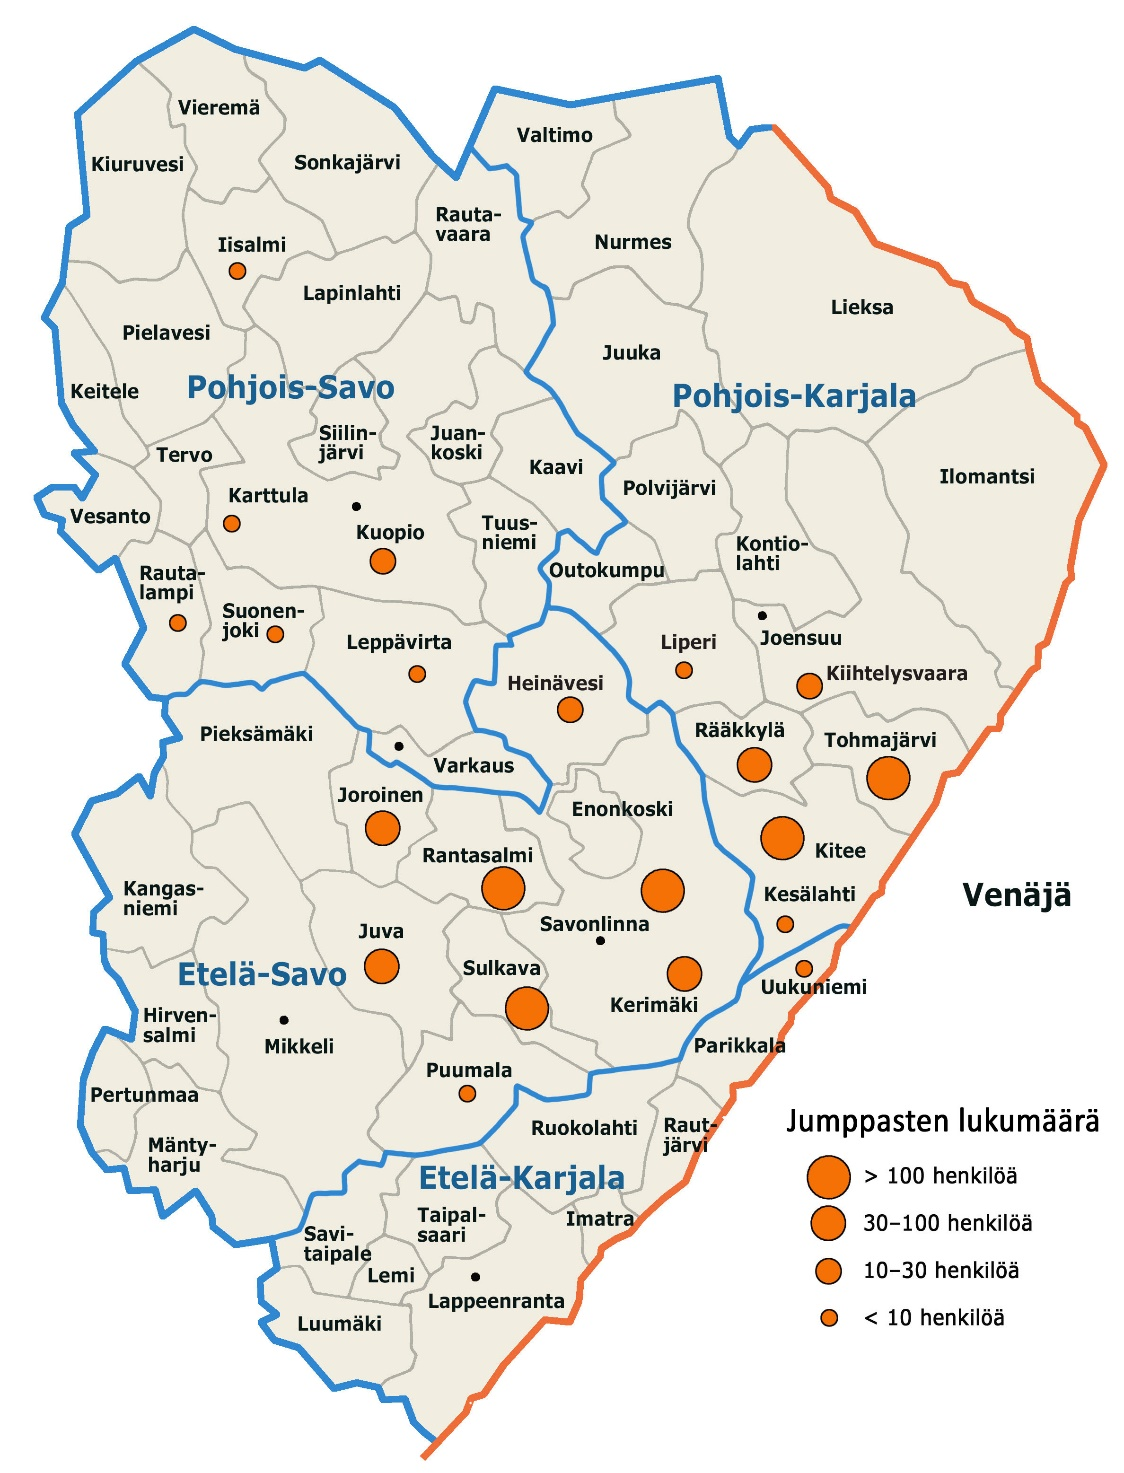 Vieremä
Valtimo
Kiuruvesi
Sonkajärvi
Rauta-
vaara
Iisalmi
Nurmes
Lapinlahti
Lieksa
Pielavesi
Juuka
Keitele
Pohjois-Savo
Pohjois-Karjala
Siilin-
järvi
Juan-
koski
Tervo
Kaavi
Ilomantsi
Karttula
Polvijärvi
Vesanto
Kuopio
Tuus-
niemi
Kontio-
lahti
Rauta-
lampi
Outokumpu
Suonen-
joki
Leppävirta
Liperi
Joensuu
Heinävesi
Kiihtelysvaara
Pieksämäki
Rääkkylä
Tohmajärvi
Varkaus
Joroinen
Enonkoski
Rantasalmi
Kitee
Kangas-
niemi
Kesälahti
Venäjä
Juva
Savonlinna
Etelä-Savo
Sulkava
Uukuniemi
Hirven-
salmi
Kerimäki
Mikkeli
Parikkala
Puumala
Pertunmaa
Ruokolahti
Raut-
järvi
Mänty-
harju
Etelä-Karjala
Savi-
taipale
Taipal-
saari
Imatra
Lemi
Lappeenranta
Luumäki
Jumppasten lukumäärä
> 100 henkilöä
30–100 henkilöä
10–30 henkilöä
< 10 henkilöä